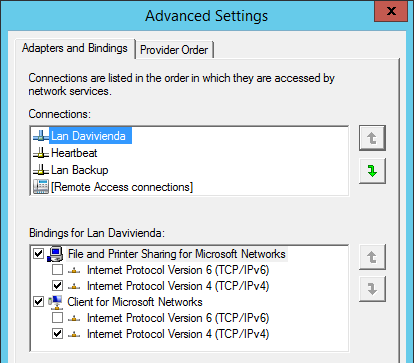 Advanced Settings
x
Adapters and Bindings
Provider Order
Connections are listed in the order in which they are accessed by
network services.
Connections:
Lan Davivienda
Heartbeat
Lan Backup
[Remote Access connections]
Bindings for Lan Davivienda:
File and Printer Sharing for Microsoft Networks
Internet Protocol Version 6 (TCP/IPv6)
Internet Protocol Version 4 (TCP/IPv4)
Client for Microsoft Networks
Internet Protocol Version 6 (TCP/IPv6)
Internet Protocol Version 4 (TCP/IPv4)